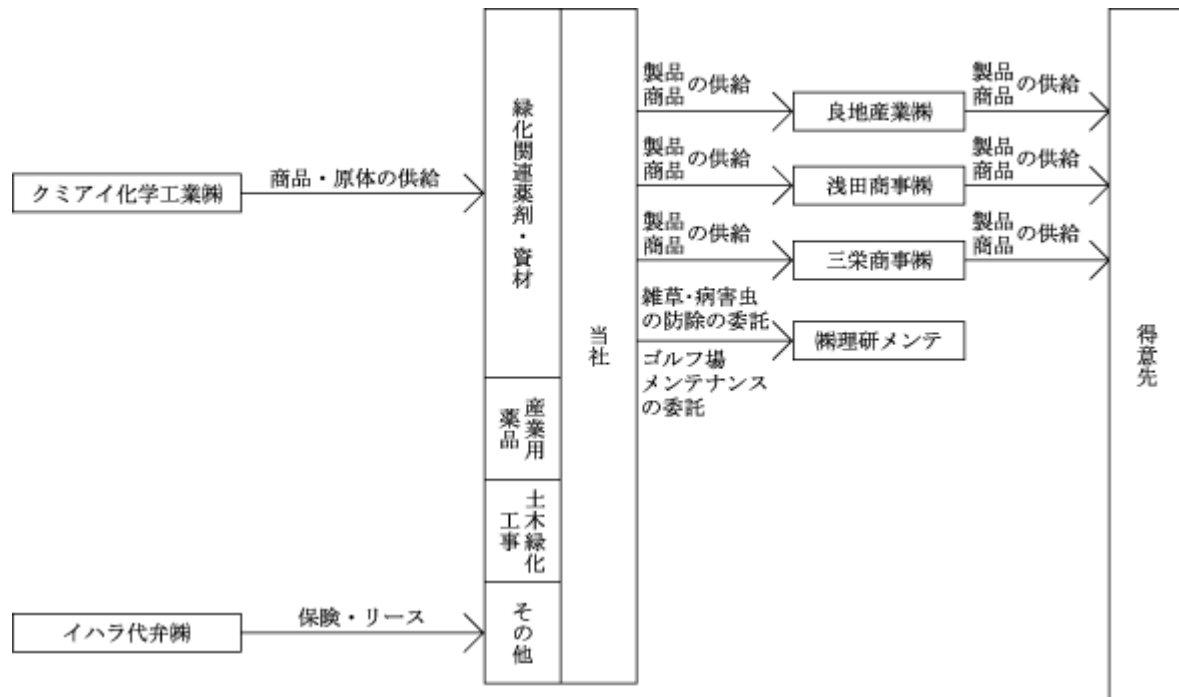 クミアイ化学工業㈱
商品・原体の供給
イハラ代弁㈱
保険・リース
緑化関連薬剤・資材
産業用
薬品
土木緑化
工事
その他
当社
製品
商品
の供給
良地産業㈱
製品
商品
の供給
製品
商品
の供給
浅田商事㈱
製品
商品
の供給
製品
商品
の供給
三栄商事㈱
製品
商品
の供給
雑草・病害虫
の防除の委託
㈱理研メンテ
ゴルフ場
メンテナンス
の委託
得意先